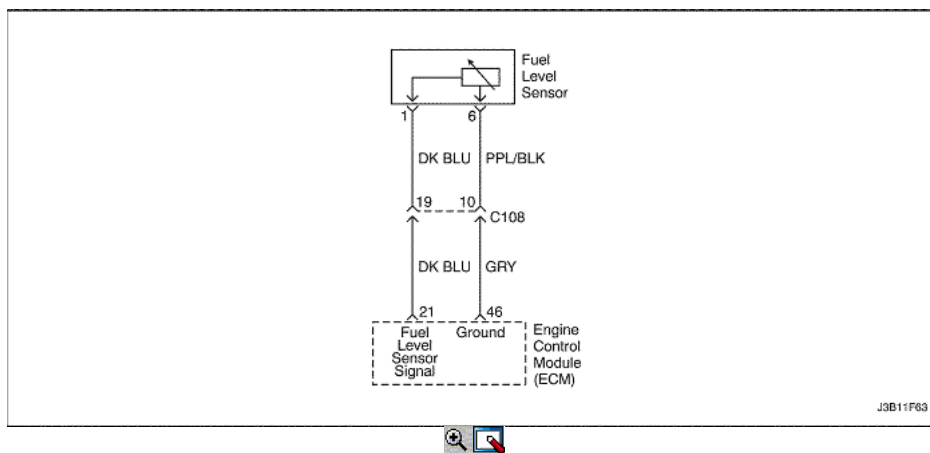 Fuel
Level
Sensor
1 6
DK BLU PPL/BLK
19 10
C108
DK BLU GRY
21 46
Fuel
Level
Sensor
Signal
Ground
Engine
Control
Module
(ECM)
J3B11F63